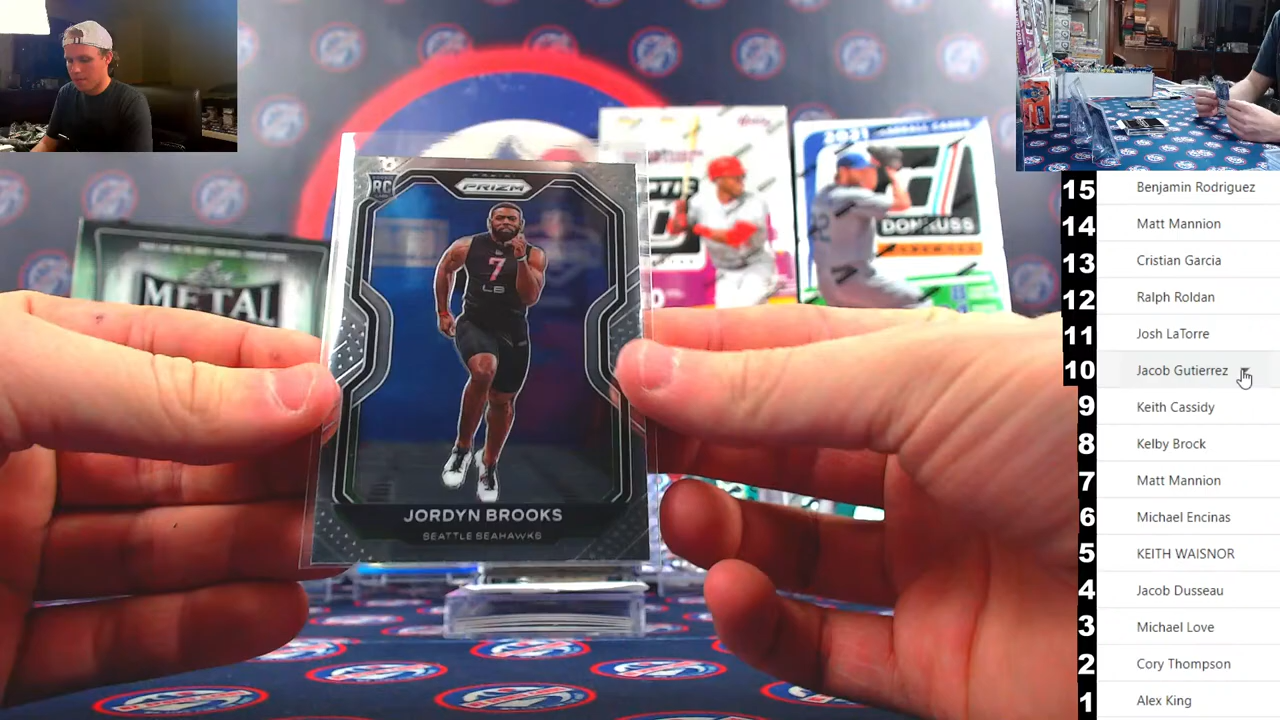 RC
PANINI
PRIZM
7
LB
JORDYN BROOKS
SEATTLE SEAHAWKS
METAL
2021
DONRUSS
15 Benjamin Rodriguez
14 Matt Mannion
13 Cristian Garcia
12 Ralph Roldan
11 Josh LaTorre
10 Jacob Gutierrez
9 Keith Cassidy
8 Kelby Brock
7 Matt Mannion
6 Michael Encinas
5 KEITH WAISNOR
4 Jacob Dusseau
3 Michael Love
2 Cory Thompson
1 Alex King